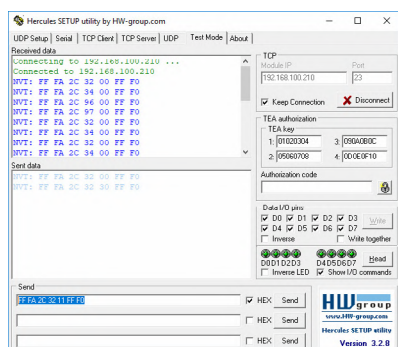 Hercules SETUP utility by HW-group.com
UDP Setup Serial TCP Client TCP Server UDP Test Mode About
Received data
Connecting to 192.168.100.210 ...
Connected to 192.168.100.210
NVT: FF FA 2C 32 00 FF F0
NVT: FF FA 2C 34 00 FF F0
NVT: FF FA 2C 96 00 FF F0
NVT: FF FA 2C 97 00 FF F0
NVT: FF FA 2C 32 00 FF F0
NVT: FF FA 2C 34 00 FF F0
NVT: FF FA 2C 32 00 FF F0
NVT: FF FA 2C 34 00 FF F0
Sent data
NVT: FF FA 2C 32 00 FF F0
NVT: FF FA 2C 32 30 FF F0
TCP
Module IP Port
192.168.100.210 23
Keep Connection Disconnect
TEA authorization
TEA key
1: 01020304 3: 090A0B0C
2: 05060708 4: 0D0E0F10
Authorization code
Data I/O pins
D0 D1 D2 D3 Write
D4 D5 D6 D7
Inverse Write together
D0D1D2D3 D4D5D6D7 Read
Inverse LED Show I/O commands
Send
FF FA 2C 32 11 FF F0 HEX Send
HEX Send
HEX Send
HW group
www.HW-group.com
Hercules SETUP utility
Version 3.2.8